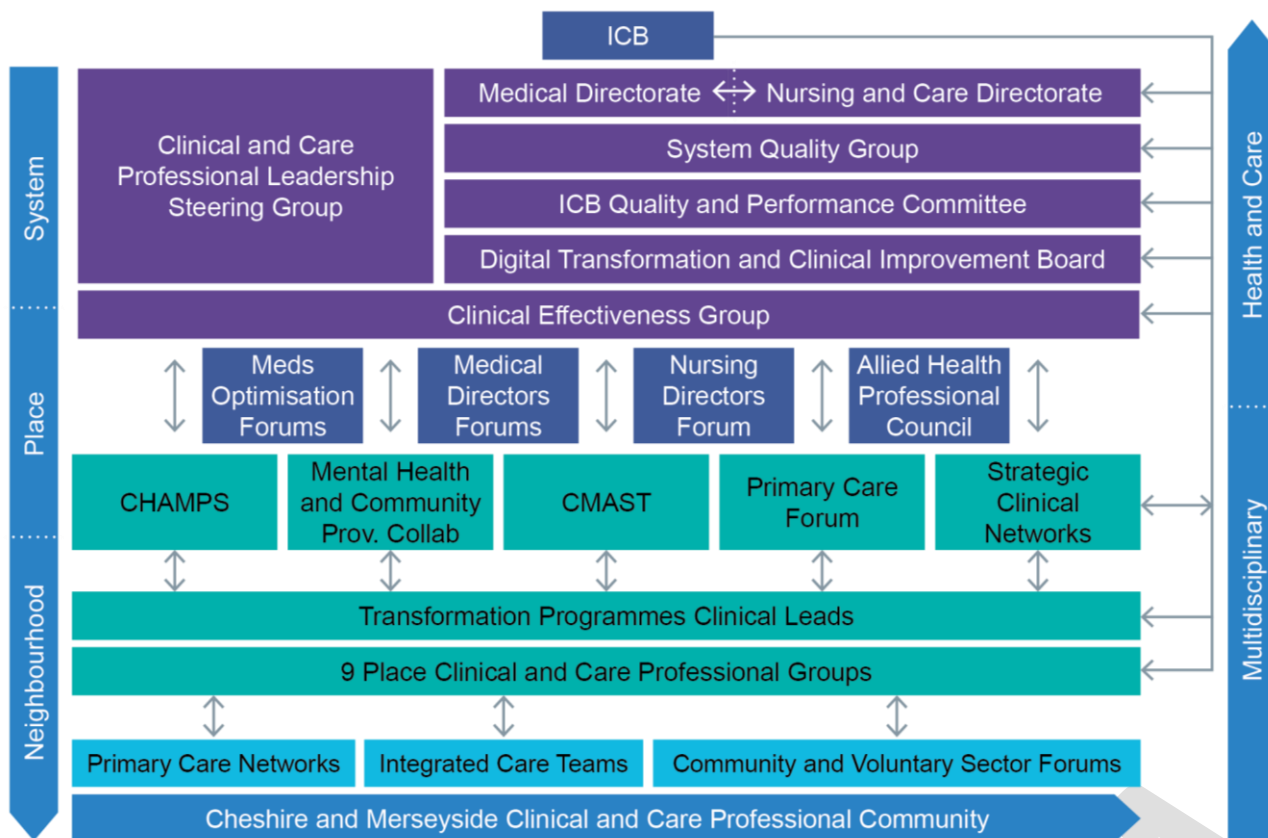 ICB
System
Place
Neighbourhood
Health and Care
Multidisciplinary
Clinical and Care
Professional Leadership
Steering Group
Medical Directorate
Nursing and Care Directorate
System Quality Group
ICB Quality and Performance Committee
Digital Transformation and Clinical Improvement Board
Clinical Effectiveness Group
Meds
Optimisation
Forums
Medical
Directors
Forums
Nursing
Directors
Forum
Allied Health
Professional
Council
CHAMPS
Mental Health
and Community
Prov. Collab
CMAST
Primary Care
Forum
Strategic
Clinical
Networks
Transformation Programmes Clinical Leads
9 Place Clinical and Care Professional Groups
Primary Care Networks
Integrated Care Teams
Community and Voluntary Sector Forums
Cheshire and Merseyside Clinical and Care Professional Community